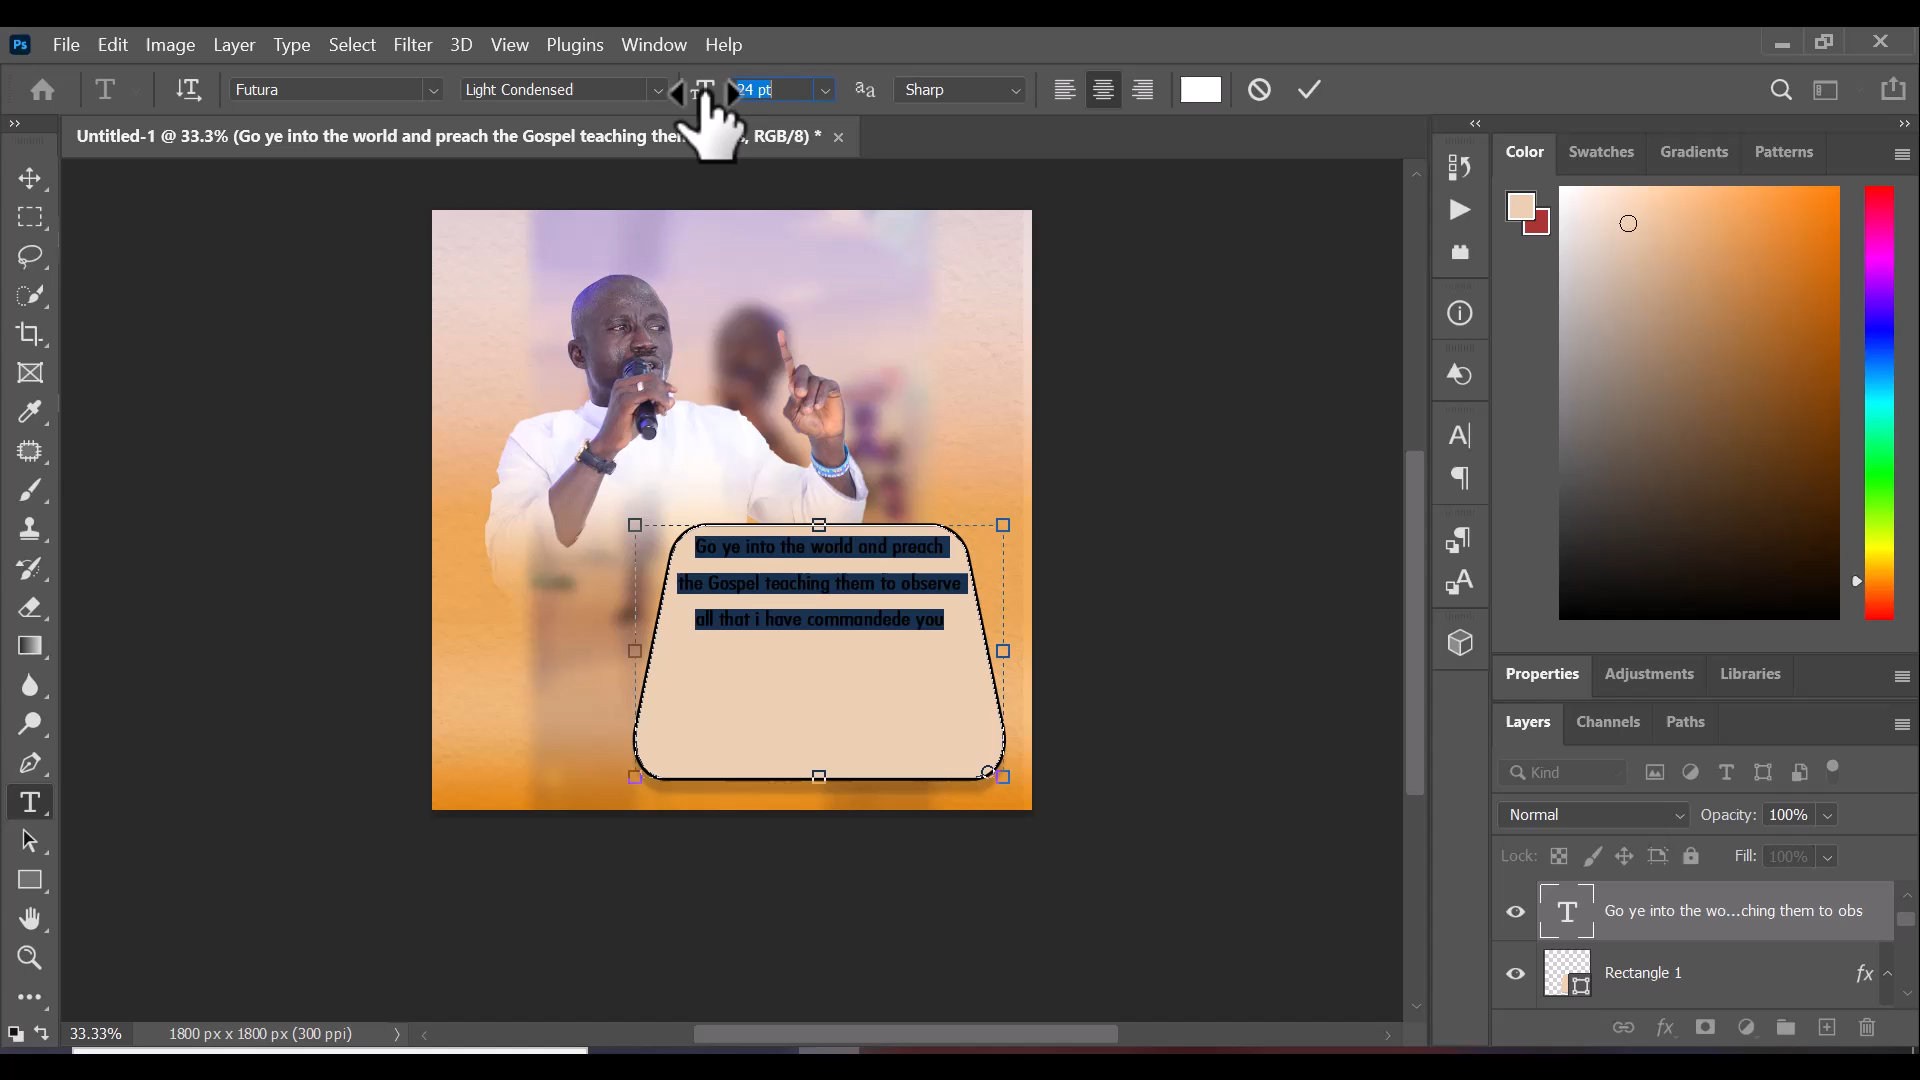 Ps File Edit Image Layer Type Select Filter 3D View Plugins Window Help
T Futura Light Condensed 24 pt aa Sharp
Untitled-1 @ 33.3% (Go ye into the world and preach the Gospel teaching them , RGB/8) *
Color Swatches Gradients Patterns
Go ye into the world and preach
the Gospel teaching them to observe
all that i have commandede you
Properties Adjustments Libraries
Layers Channels Paths
Kind
Normal Opacity: 100%
Lock: Fill: 100%
T Go ye into the wo...ching them to obs
Rectangle 1 fx
33.33% 1800 px x 1800 px (300 ppi)